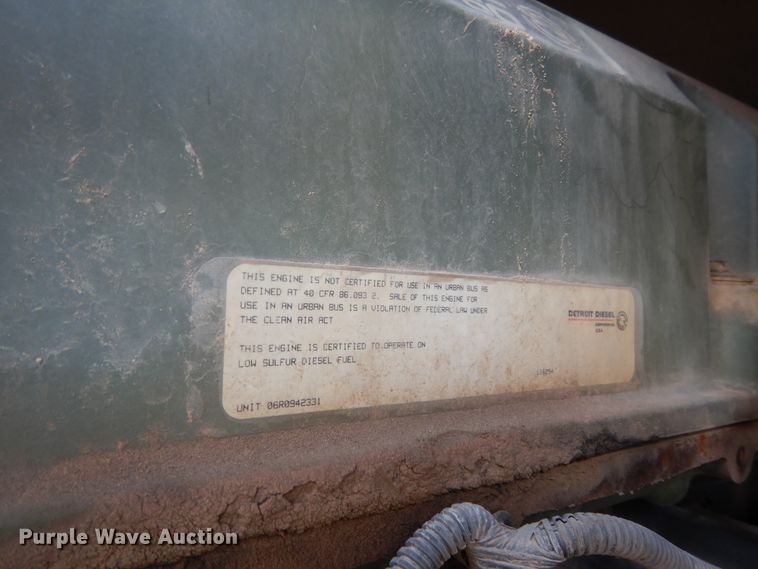 THIS ENGINE IS NOT CERTIFIED FOR USE IN AN URBAN BUS AS
DEFINED AT 40 CFR 86.093 2. SALE OF THIS ENGINE FOR
USE IN AN URBAN BUS IS A VIOLATION OF FEDERAL LAW UNDER
THE CLEAN AIR ACT
DETROIT DIESEL
CORPORATION
USA
THIS ENGINE IS CERTIFIED TO OPERATE ON
LOW SULFUR DIESEL FUEL
UNIT 06R0942331
Purple Wave Auction